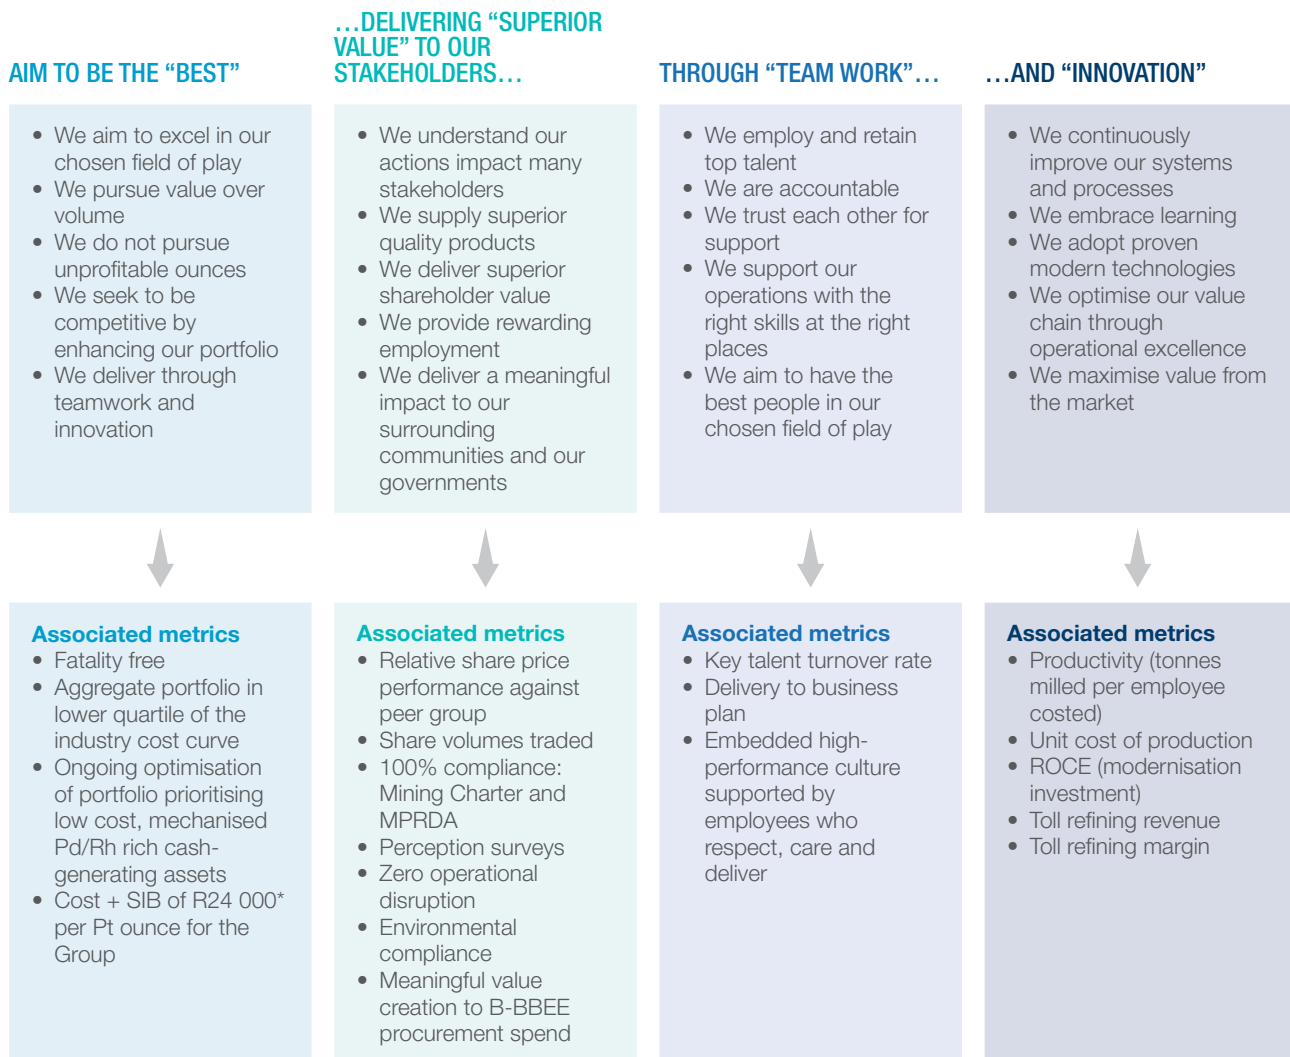 AIM TO BE THE “BEST”
• We aim to excel in our
chosen field of play
• We pursue value over
volume
• We do not pursue
unprofitable ounces
• We seek to be
competitive by
enhancing our portfolio
• We deliver through
teamwork and
innovation
Associated metrics
• Fatality free
• Aggregate portfolio in
lower quartile of the
industry cost curve
• Ongoing optimisation
of portfolio prioritising
low cost, mechanised
Pd/Rh rich cash-
generating assets
• Cost + SIB of R24 000*
per Pt ounce for the
Group
…DELIVERING “SUPERIOR
VALUE” TO OUR
STAKEHOLDERS…
• We understand our
actions impact many
stakeholders
• We supply superior
quality products
• We deliver superior
shareholder value
• We provide rewarding
employment
• We deliver a meaningful
impact to our
surrounding
communities and our
governments
Associated metrics
• Relative share price
performance against
peer group
• Share volumes traded
• 100% compliance:
Mining Charter and
MPRDA
• Perception surveys
• Zero operational
disruption
• Environmental
compliance
• Meaningful value
creation to B-BBEE
procurement spend
THROUGH “TEAM WORK”…
• We employ and retain
top talent
• We are accountable
• We trust each other for
support
• We support our
operations with the
right skills at the right
places
• We aim to have the
best people in our
chosen field of play
Associated metrics
• Key talent turnover rate
• Delivery to business
plan
• Embedded high-
performance culture
supported by
employees who
respect, care and
deliver
…AND “INNOVATION”
• We continuously
improve our systems
and processes
• We embrace learning
• We adopt proven
modern technologies
• We optimise our value
chain through
operational excellence
• We maximise value from
the market
Associated metrics
• Productivity (tonnes
milled per employee
costed)
• Unit cost of production
• ROCE (modernisation
investment)
• Toll refining revenue
• Toll refining margin